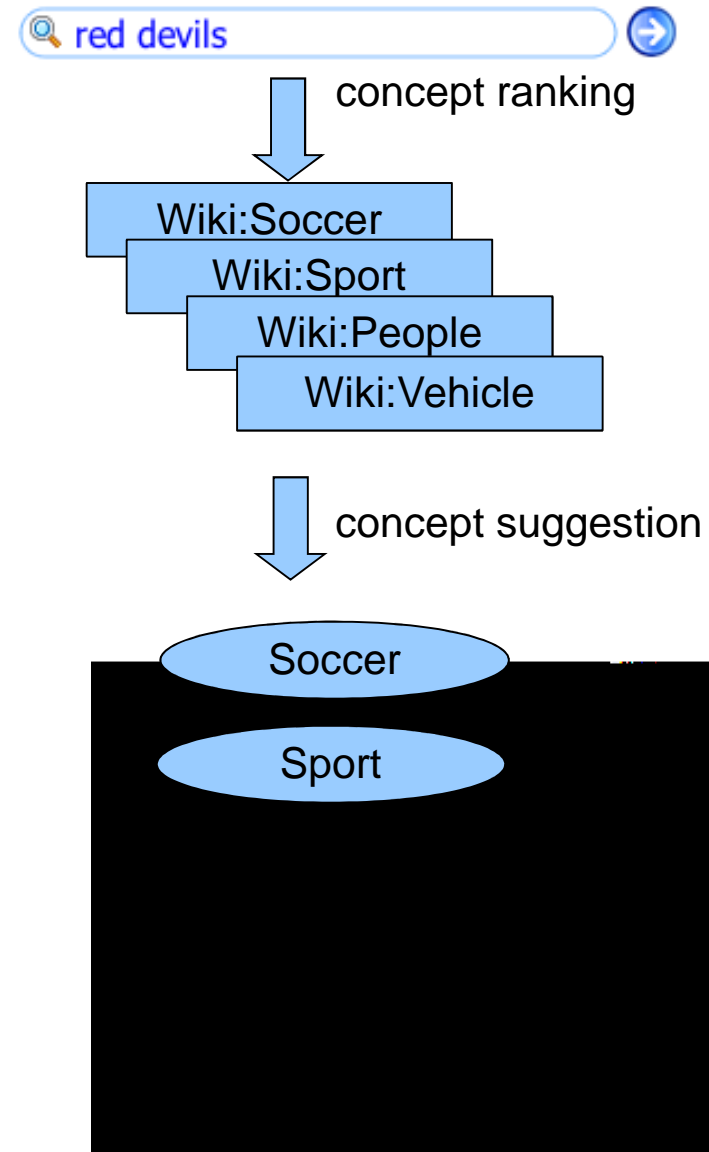 red devils
concept ranking
Wiki:Soccer
Wiki:Sport
Wiki:People
Wiki:Vehicle
concept suggestion
Soccer
Sport